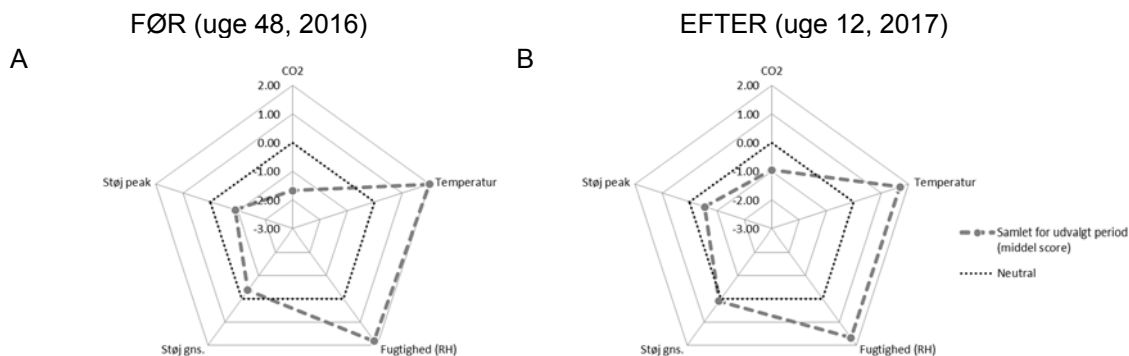 FØR (uge 48, 2016)
EFTER (uge 12, 2017)
A
B
CO2
2.00
1.00
0.00
-1.00
-2.00
-3.00
Temperatur
Fugtighed (RH)
Støj gns.
Støj peak
CO2
2.00
1.00
0.00
-1.00
-2.00
-3.00
Temperatur
Fugtighed (RH)
Støj gns.
Støj peak
Samlet for udvalgt period
(middel score)
Neutral